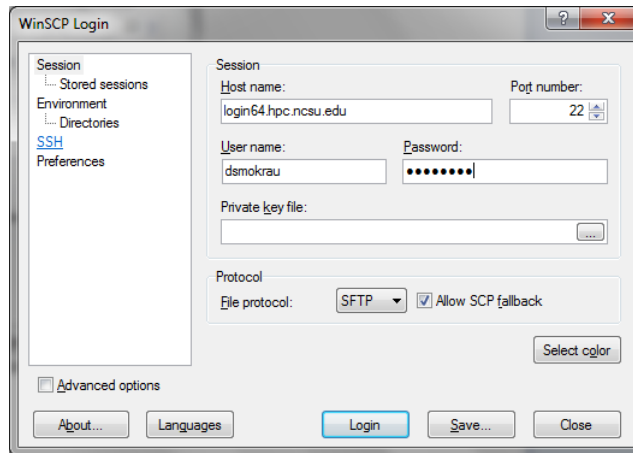 WinSCP Login
Session
Stored sessions
Environment
Directories
SSH
Preferences
Advanced options
Session
Host name: Port number:
login64.hpc.ncsu.edu 22
User name: Password:
dsmokrau ••••••••
Private key file:
...
Protocol
File protocol: SFTP Allow SCP fallback
Select color
About... Languages Login Save... Close